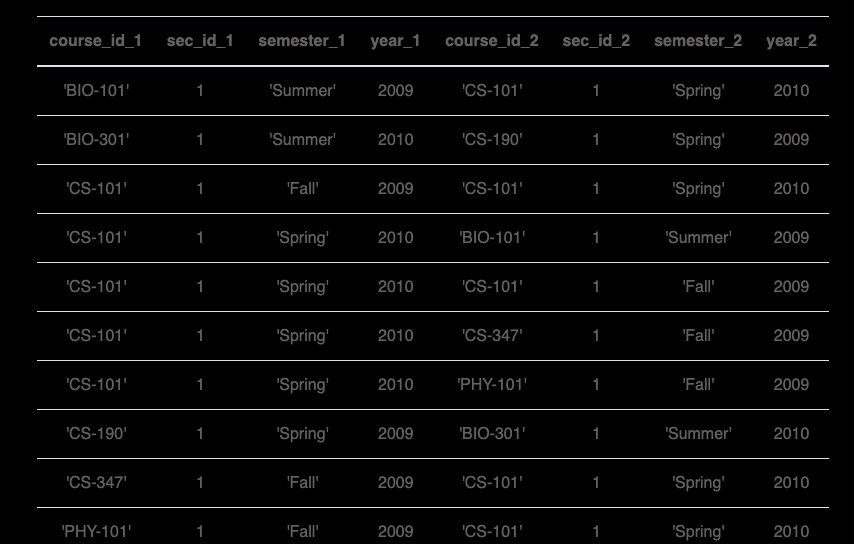 course_id_1 sec_id_1 semester_1 year_1 course_id_2 sec_id_2 semester_2 year_2
'BIO-101' 1 'Summer' 2009 'CS-101' 1 'Spring' 2010
'BIO-301' 1 'Summer' 2010 'CS-190' 1 'Spring' 2009
'CS-101' 1 'Fall' 2009 'CS-101' 1 'Spring' 2010
'CS-101' 1 'Spring' 2010 'BIO-101' 1 'Summer' 2009
'CS-101' 1 'Spring' 2010 'CS-101' 1 'Fall' 2009
'CS-101' 1 'Spring' 2010 'CS-347' 1 'Fall' 2009
'CS-101' 1 'Spring' 2010 'PHY-101' 1 'Fall' 2009
'CS-190' 1 'Spring' 2009 'BIO-301' 1 'Summer' 2010
'CS-347' 1 'Fall' 2009 'CS-101' 1 'Spring' 2010
'PHY-101' 1 'Fall' 2009 'CS-101' 1 'Spring' 2010